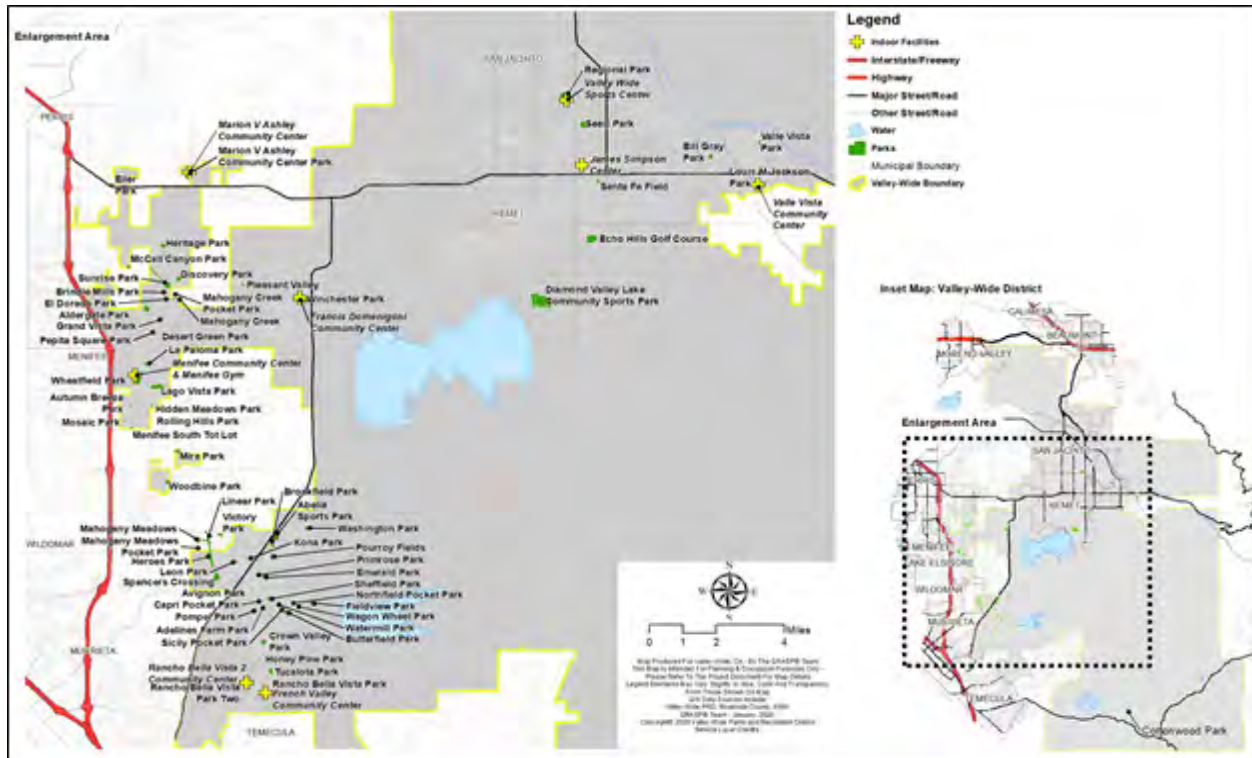 Enlargement Area
SAN JACINTO
Regional Park
Valley Wide
Sports Center
Seed Park
PERRIS
Marion V Ashley
Community Center
Marion V Ashley
Community Center Park
Eller
Park
James Simpson
Center
Santa Fe Field
Bill Gray
Park
Valle Vista
Park
Louis M Jackson
Park
Valle Vista
Community
Center
HEMET
Echo Hills Golf Course
Heritage Park
McCall Canyon Park
Sunrise Park
Discovery Park
Pleasant Valley
Brindle Mills Park
El Dorado Park
Mahogany Creek
Pocket Park
Mahogany Creek
Winchester Park
Francis Domenigoni
Community Center
Diamond Valley Lake
Community Sports Park
Aldergate Park
Grand Vista Park
Pepita Square Park
Desert Green Park
MENIFEE
La Paloma Park
Menifee Community Center
& Menifee Gym
Wheatfield Park
Lago Vista Park
Autumn Breeze
Park
Hidden Meadows Park
Mosaic Park
Rolling Hills Park
Menifee South Tot Lot
Mira Park
Woodbine Park
Brookfield Park
Linear Park
Abelia
Sports Park
Victory
Park
Washington Park
Mahogany Meadows
Mahogany Meadows
Pocket Park
Kona Park
WILDOMAR
Heroes Park
Pourroy Fields
Leon Park
Primrose Park
Spencers Crossing
Emerald Park
Avignon Park
Sheffield Park
Capri Pocket Park
Northfield Pocket Park
Pompei Park
Fieldview Park
Wagon Wheel Park
Adelines Farm Park
Watermill Park
Sicily Pocket Park
Butterfield Park
Crown Valley
Park
MURRIETA
Honey Pine Park
Rancho Bella Vista 2
Community Center
Tucalota Park
Rancho Bella Vista
Park Two
Rancho Bella Vista Park
French Valley
Community Center
TEMECULA
N
W
E
S
0 1 2 4
Miles
Legend
Indoor Facilities
Interstate/Freeway
Highway
Major Street/Road
Other Street/Road
Water
Parks
Municipal Boundary
Valley-Wide Boundary
Inset Map: Valley-Wide District
CALIMESA
BEAUMONT
MORENO VALLEY
Enlargement Area
SAN JACINTO
HEMET
MENIFEE
LAKE ELSINORE
WILDOMAR
MURRIETA
TEMECULA
Cottonwood Park